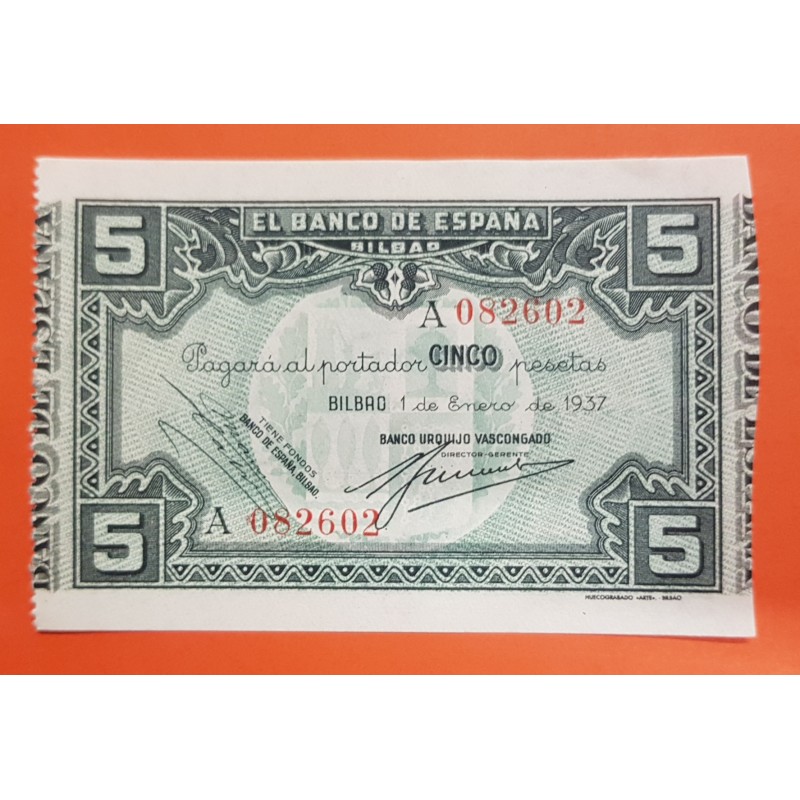 5 EL BANCO DE ESPAÑA 5
BILBAO
A 082602
Pagará al portador CINCO pesetas
BILBAO 1 de Enero de 1937
TIENE FONDOS
BANCO DE ESPAÑA, BILBAO.
BANCO URQUIJO VASCONGADO
DIRECTOR-GERENTE
A 082602
5 5
HUECOGRABADO «ARTE». - BILBAO
BANCO DE ESPAÑA
BANCO DE ESPAÑA